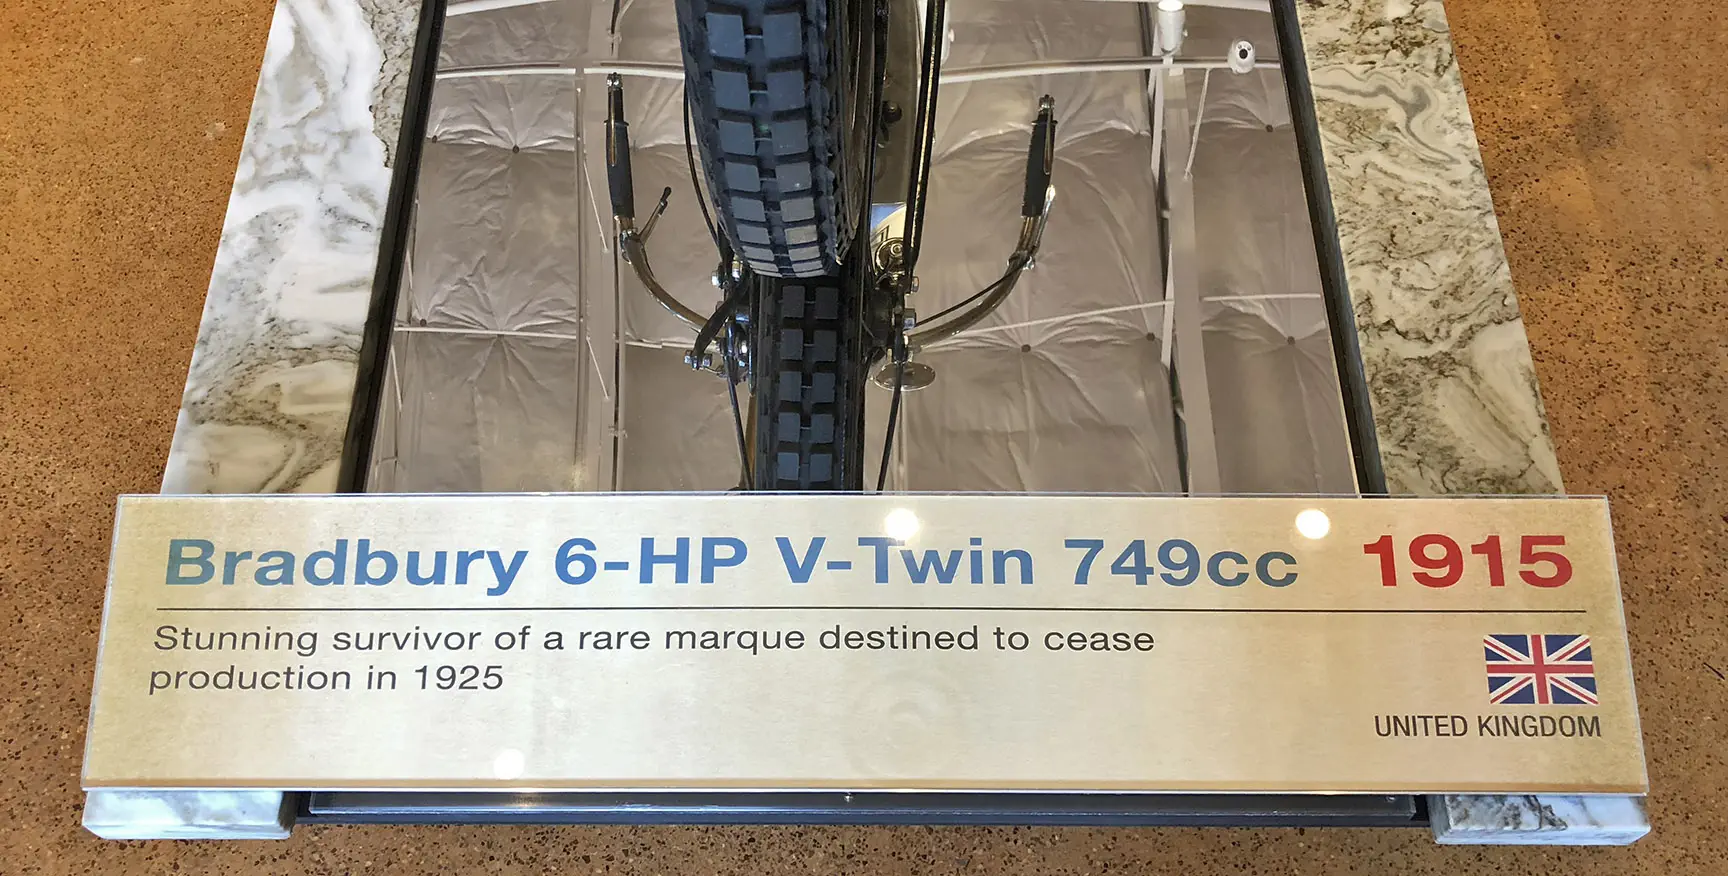 Bradbury 6-HP V-Twin 749cc 1915
Stunning survivor of a rare marque destined to cease
production in 1925
UNITED KINGDOM